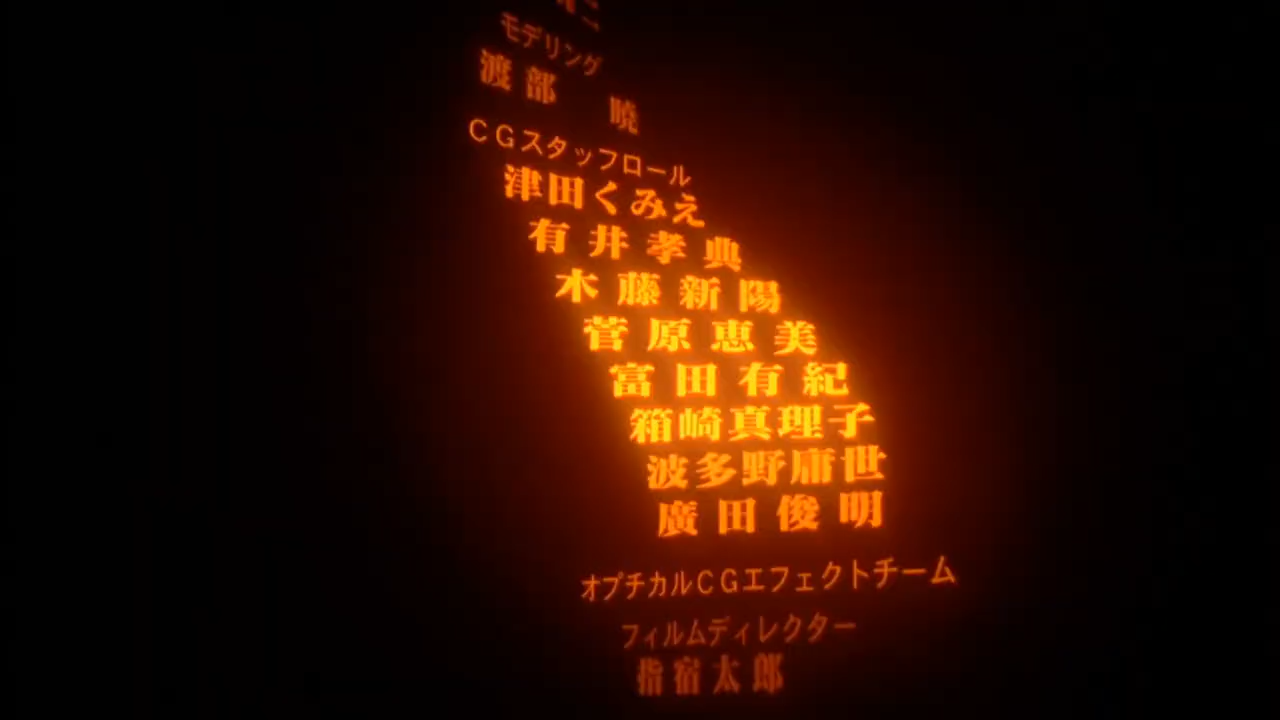 モデリング
渡部 暁
CGスタッフロール
津田くみえ
有井孝典
木藤新陽
菅原恵美
富田有紀
箱崎真理子
波多野庸世
廣田俊明
オプチカルCGエフェクトチーム
フィルムディレクター
指宿太郎